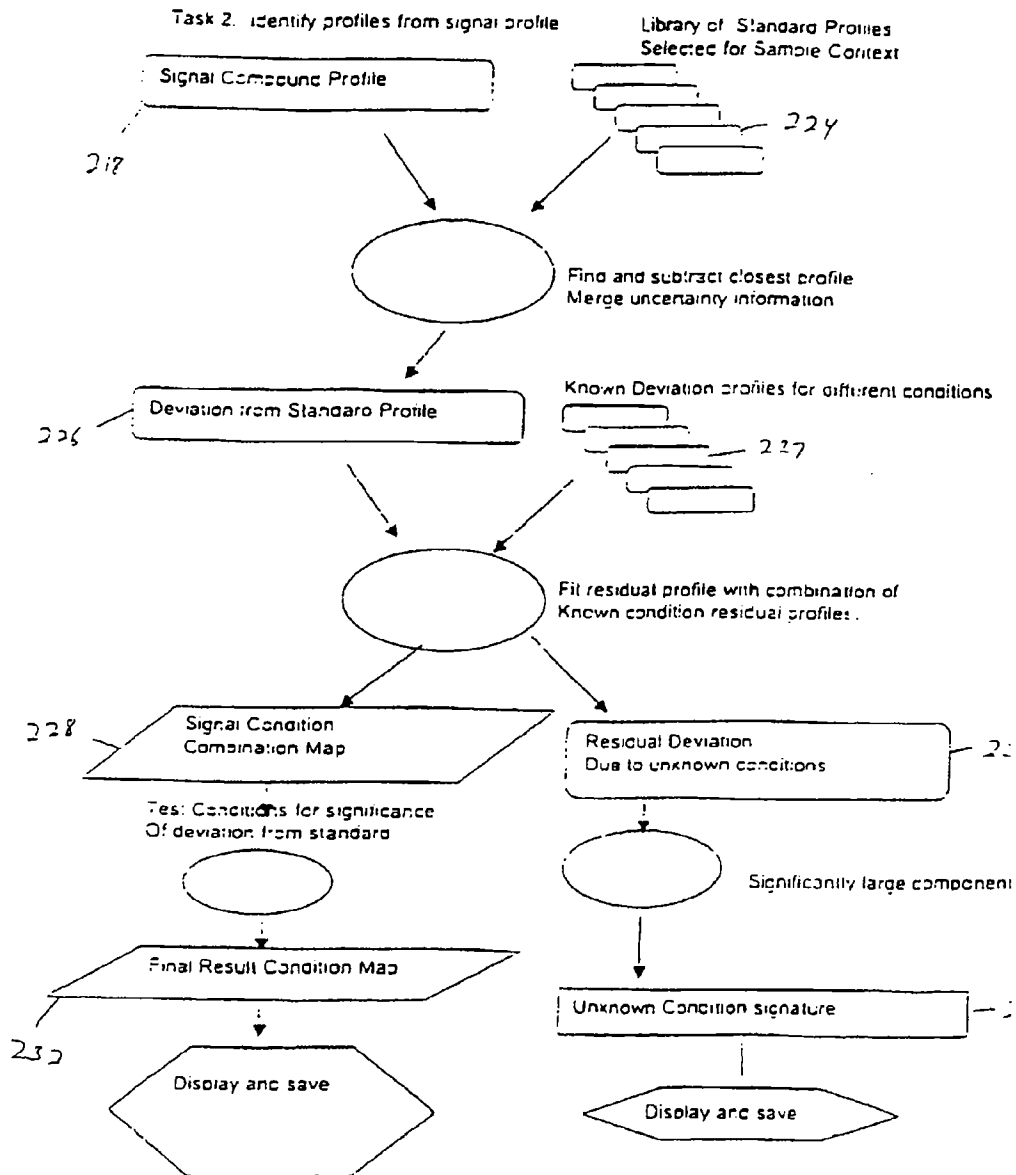 Task 2. Identify profiles from signal profile
Library of Standard Profiles
Selected for Sample Context
Signal Compound Profile
218
224
Find and subtract closest profile
Merge uncertainty information
Deviation from Standard Profile
226
Known Deviation profiles for different conditions
227
Fit residual profile with combination of
Known condition residual profiles.
228
Signal Condition
Combination Map
Residual Deviation
Due to unknown conditions
Test Conditions for significance
Of deviation from standard
Significantly large component
Final Result Condition Map
232
Unknown Condition signature
Display and save
Display and save